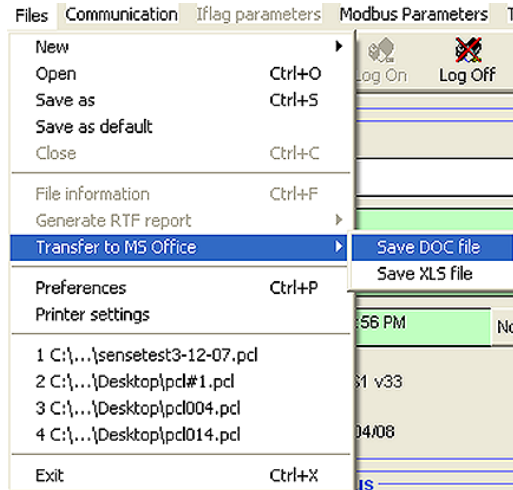 Files Communication Iflag parameters Modbus Parameters
New
Open Ctrl+O
Log On Log Off
Save as Ctrl+S
Save as default
Close Ctrl+C
File information Ctrl+F
Generate RTF report
Transfer to MS Office Save DOC file
Save XLS file
Preferences Ctrl+P
Printer settings
:56 PM No
1 C:\...\sensetest3-12-07.pcl
2 C:\...\Desktop\pcl#1.pcl
S1 v33
3 C:\...\Desktop\pcl004.pcl
4 C:\...\Desktop\pcl014.pcl
04/08
Exit Ctrl+X
us